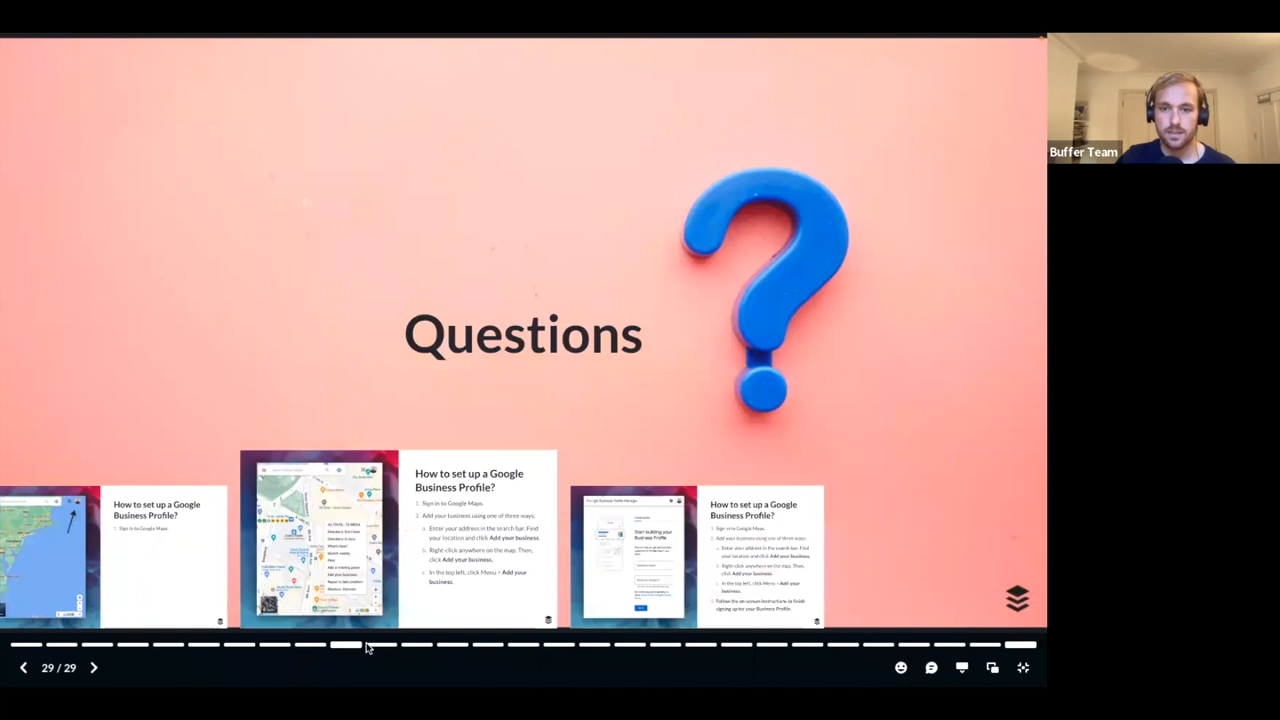 Buffer Team
Questions
How to set up a Google
Business Profile?
1. Sign in to Google Maps.
How to set up a Google
Business Profile?
1. Sign in to Google Maps.
2. Add your business using one of three ways:
a. Enter your address in the search bar. Find
your location and click Add your business
b. Right-click anywhere on the map. Then,
click Add your business.
c. In the top left, click Menu > Add your
business.
How to set up a Google
Business Profile?
1. Sign in to Google Maps.
2. Add your business using one of three ways:
a. Enter your address in the search bar. Find
your location and click Add your business.
b. Right-click anywhere on the map. Then,
click Add your business.
c. In the top left, click Menu > Add your
business.
3. Follow the on-screen instructions to finish
signing up for your Business Profile.
Start building your
Business Profile
29 / 29